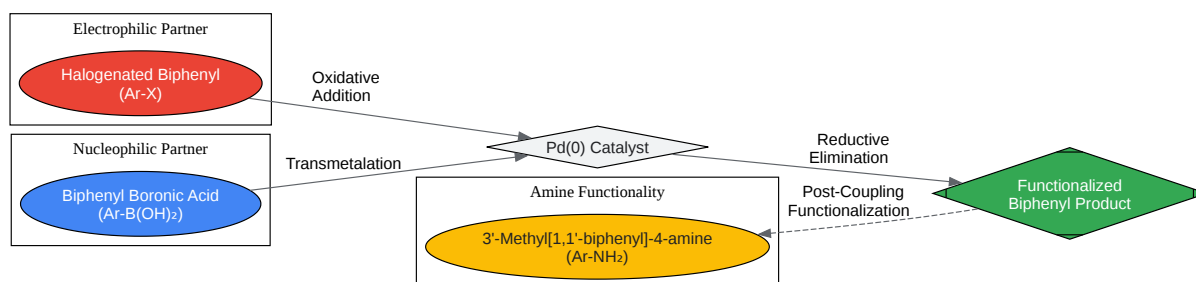 Electrophilic Partner
Halogenated Biphenyl
(Ar-X)
Oxidative
Addition
Nucleophilic Partner
Biphenyl Boronic Acid
(Ar-B(OH)₂)
Transmetalation
Pd(0) Catalyst
Reductive
Elimination
Functionalized
Biphenyl Product
Post-Coupling
Functionalization
Amine Functionality
3'-Methyl[1,1'-biphenyl]-4-amine
(Ar-NH₂)